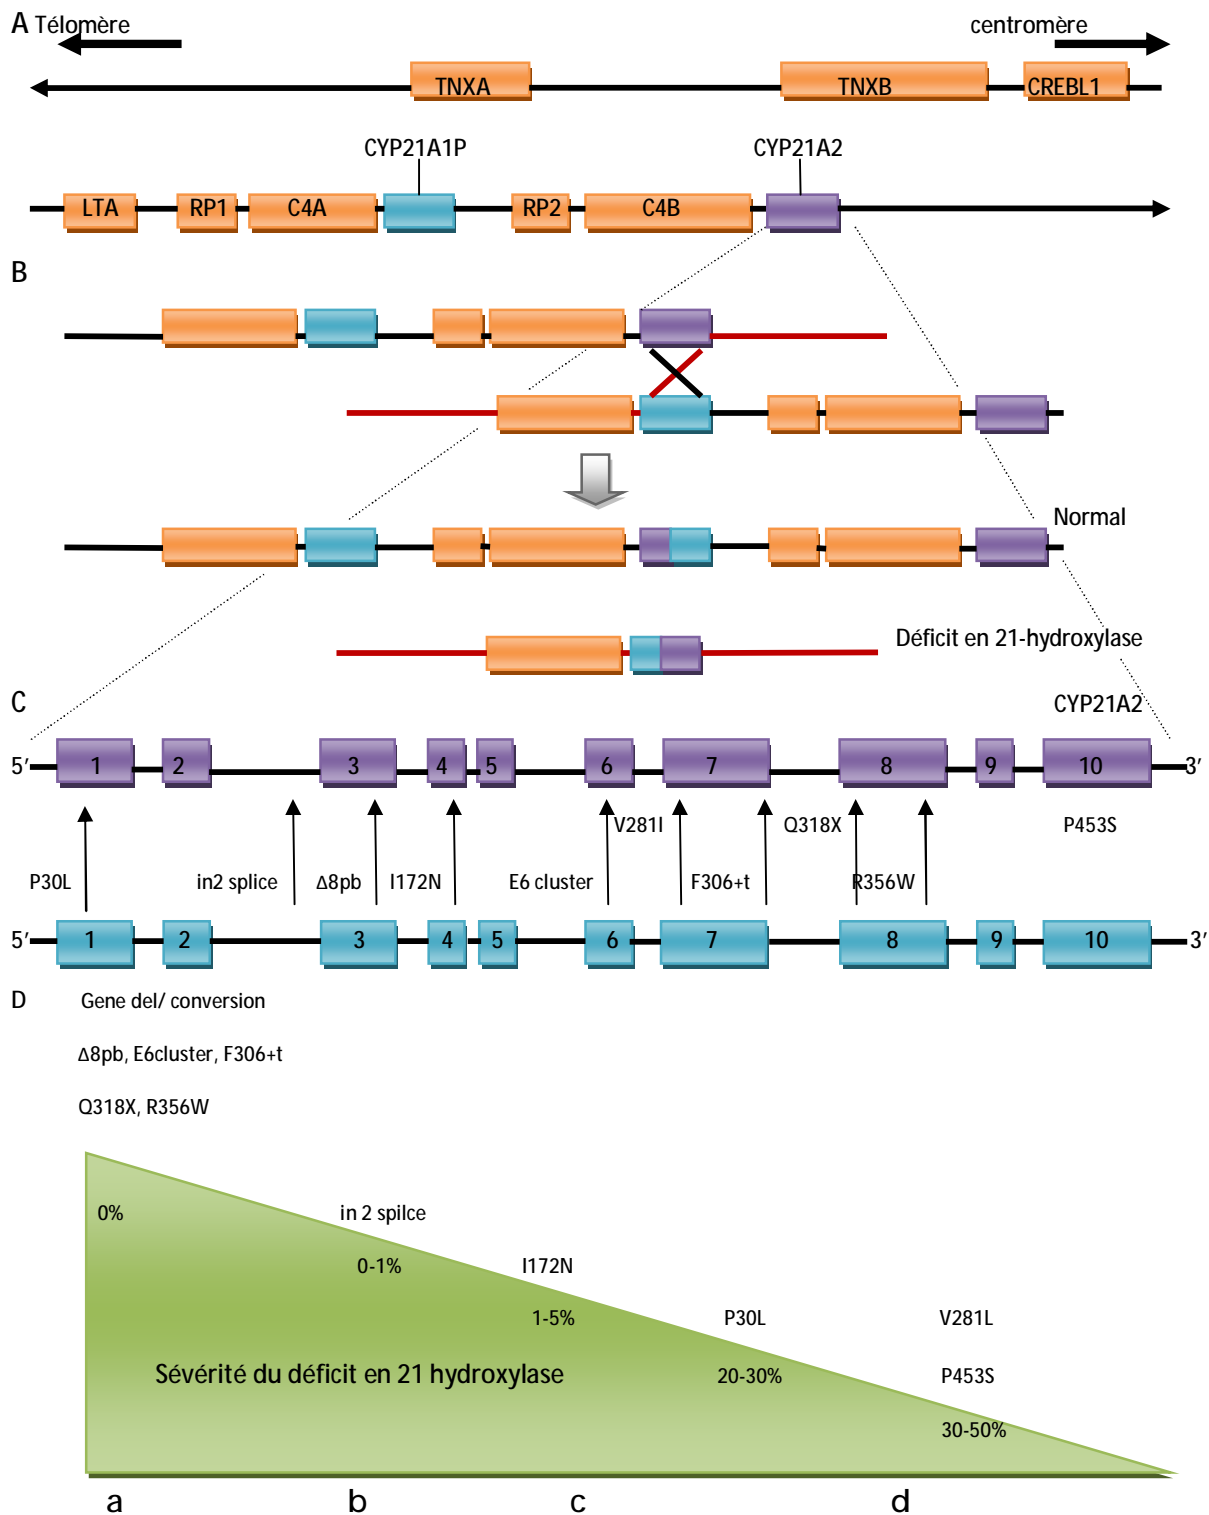 A Télomère centromère
TNXA TNXB CREBL1
CYP21A1P CYP21A2
LTA RP1 C4A RP2 C4B
B
Normal
Déficit en 21-hydroxylase
C
CYP21A2
5' 1 2 3 4 5 6 7 8 9 10 3'
V281I Q318X P453S
P30L in2 splice Δ8pb I172N E6 cluster F306+t R356W
5' 1 2 3 4 5 6 7 8 9 10 3'
D Gene del/ conversion
Δ8pb, E6cluster, F306+t
Q318X, R356W
0% in 2 spilce
0-1% I172N
1-5% P30L V281L
Sévérité du déficit en 21 hydroxylase 20-30% P453S
30-50%
a b c d